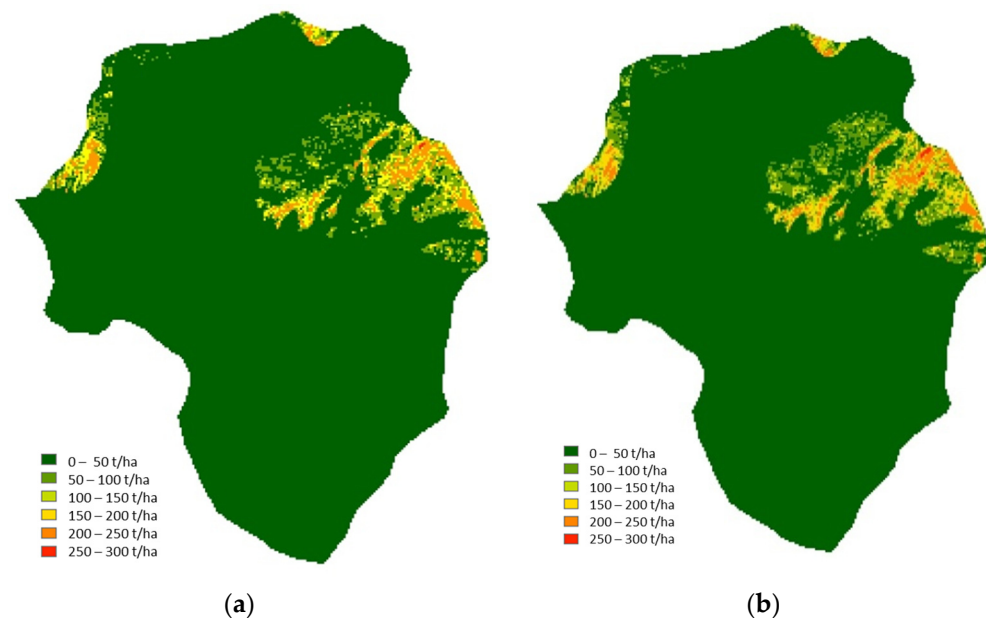 0 – 50 t/ha
50 – 100 t/ha
100 – 150 t/ha
150 – 200 t/ha
200 – 250 t/ha
250 – 300 t/ha
(a)
0 – 50 t/ha
50 – 100 t/ha
100 – 150 t/ha
150 – 200 t/ha
200 – 250 t/ha
250 – 300 t/ha
(b)